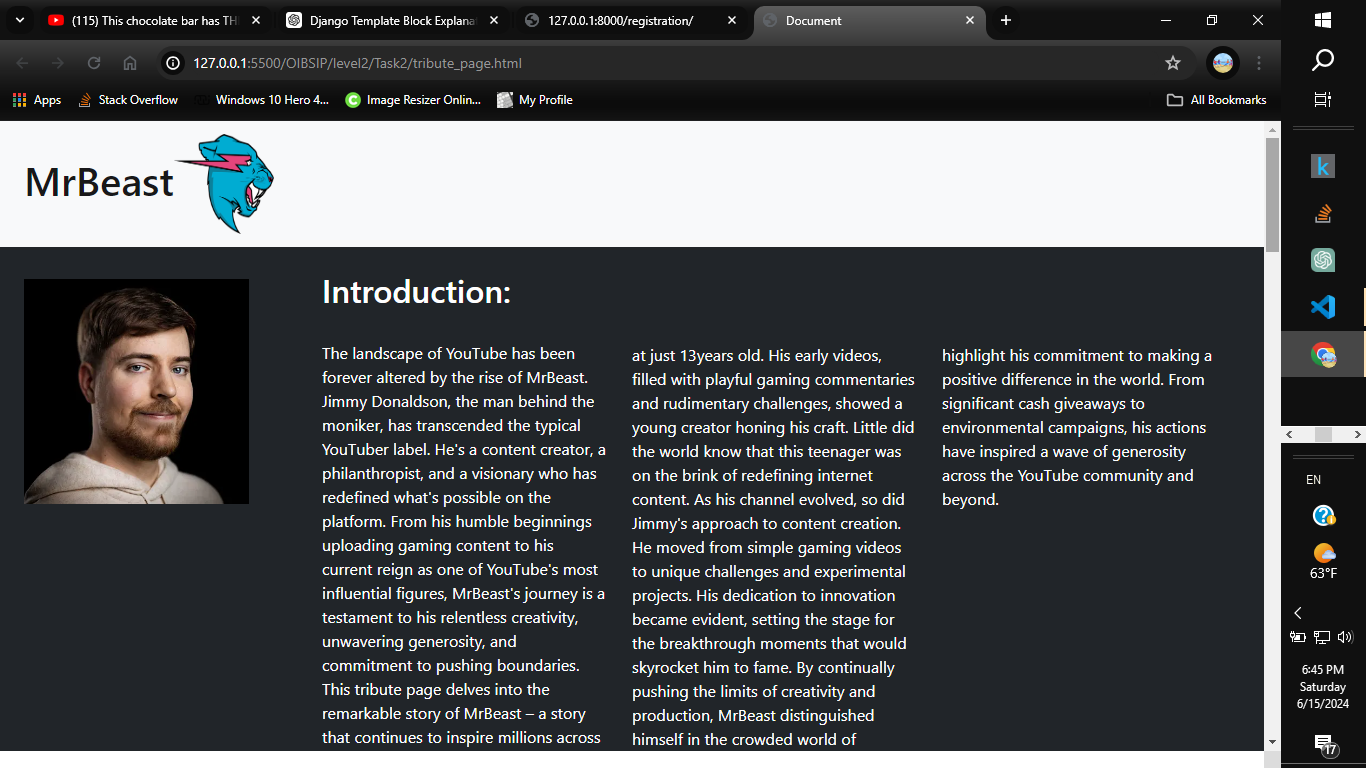 (115) This chocolate bar has TH
Django Template Block Explana
127.0.0.1:8000/registration/
Document
127.0.0.1:5500/OIBSIP/level2/Task2/tribute_page.html
Apps
Stack Overflow
Windows 10 Hero 4...
Image Resizer Onlin...
My Profile
All Bookmarks
MrBeast
Introduction:
The landscape of YouTube has been
forever altered by the rise of MrBeast.
Jimmy Donaldson, the man behind the
moniker, has transcended the typical
YouTuber label. He's a content creator, a
philanthropist, and a visionary who has
redefined what's possible on the
platform. From his humble beginnings
uploading gaming content to his
current reign as one of YouTube's most
influential figures, MrBeast's journey is a
testament to his relentless creativity,
unwavering generosity, and
commitment to pushing boundaries.
This tribute page delves into the
remarkable story of MrBeast – a story
that continues to inspire millions across
at just 13years old. His early videos,
filled with playful gaming commentaries
and rudimentary challenges, showed a
young creator honing his craft. Little did
the world know that this teenager was
on the brink of redefining internet
content. As his channel evolved, so did
Jimmy's approach to content creation.
He moved from simple gaming videos
to unique challenges and experimental
projects. His dedication to innovation
became evident, setting the stage for
the breakthrough moments that would
skyrocket him to fame. By continually
pushing the limits of creativity and
production, MrBeast distinguished
himself in the crowded world of
highlight his commitment to making a
positive difference in the world. From
significant cash giveaways to
environmental campaigns, his actions
have inspired a wave of generosity
across the YouTube community and
beyond.
k
EN
63°F
6:45 PM
Saturday
6/15/2024
17